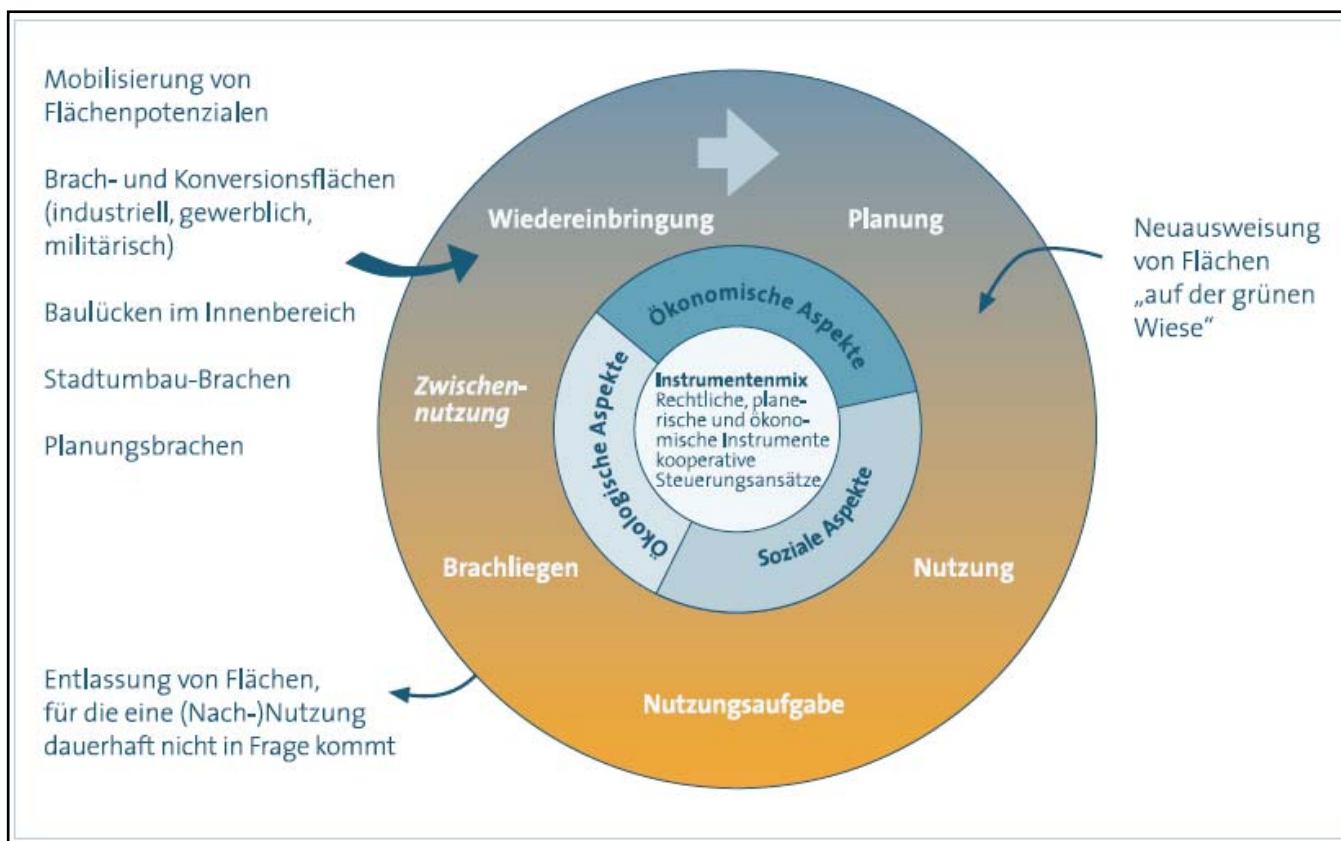 Mobilisierung von
Flächenpotenzialen
Brach- und Konversionsflächen
(industriell, gewerblich,
militärisch)
Baulücken im Innenbereich
Stadtumbau-Brachen
Planungsbrachen
Entlassung von Flächen,
für die eine (Nach-)Nutzung
dauerhaft nicht in Frage kommt
Wiedereinbringung
Planung
Zwischen-
nutzung
Brachliegen
Nutzung
Nutzungsaufgabe
Ökonomische Aspekte
Ökologische Aspekte
Soziale Aspekte
Instrumentenmix
Rechtliche, plane-
rische und ökono-
mische Instrumente
kooperative
Steuerungsansätze
Neuausweisung
von Flächen
„auf der grünen
Wiese“